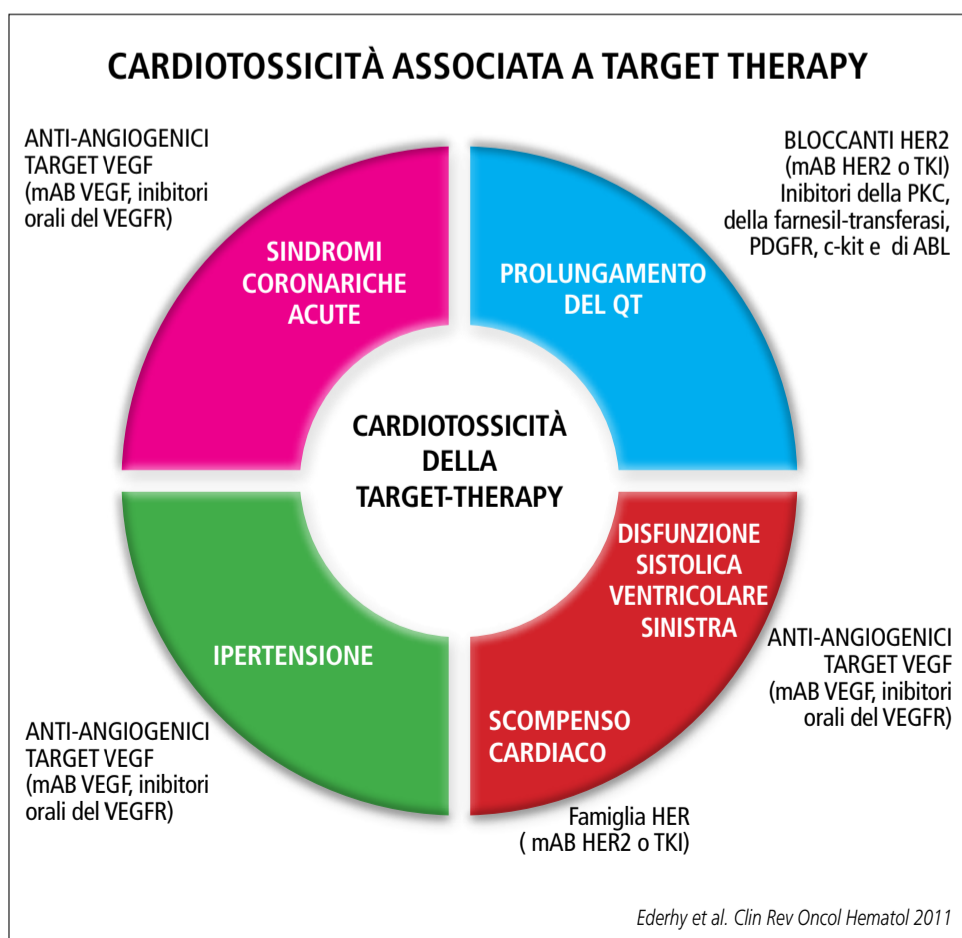 CARDIOTOSSICITÀ ASSOCIATA A TARGET THERAPY
ANTI-ANGIOGENICI
TARGET VEGF
(mAB VEGF, inibitori
orali del VEGFR)
BLOCCANTI HER2
(mAB HER2 o TKI)
Inibitori della PKC,
della farnesil-transferasi,
PDGFR, c-kit e di ABL
SINDROMI
CORONARICHE
ACUTE
PROLUNGAMENTO
DEL QT
CARDIOTOSSICITÀ
DELLA
TARGET-THERAPY
IPERTENSIONE
DISFUNZIONE
SISTOLICA
VENTRICOLARE
SINISTRA
SCOMPENSO
CARDIACO
ANTI-ANGIOGENICI
TARGET VEGF
(mAB VEGF, inibitori
orali del VEGFR)
ANTI-ANGIOGENICI
TARGET VEGF
(mAB VEGF, inibitori
orali del VEGFR)
Famiglia HER
( mAB HER2 o TKI)
Ederhy et al. Clin Rev Oncol Hematol 2011